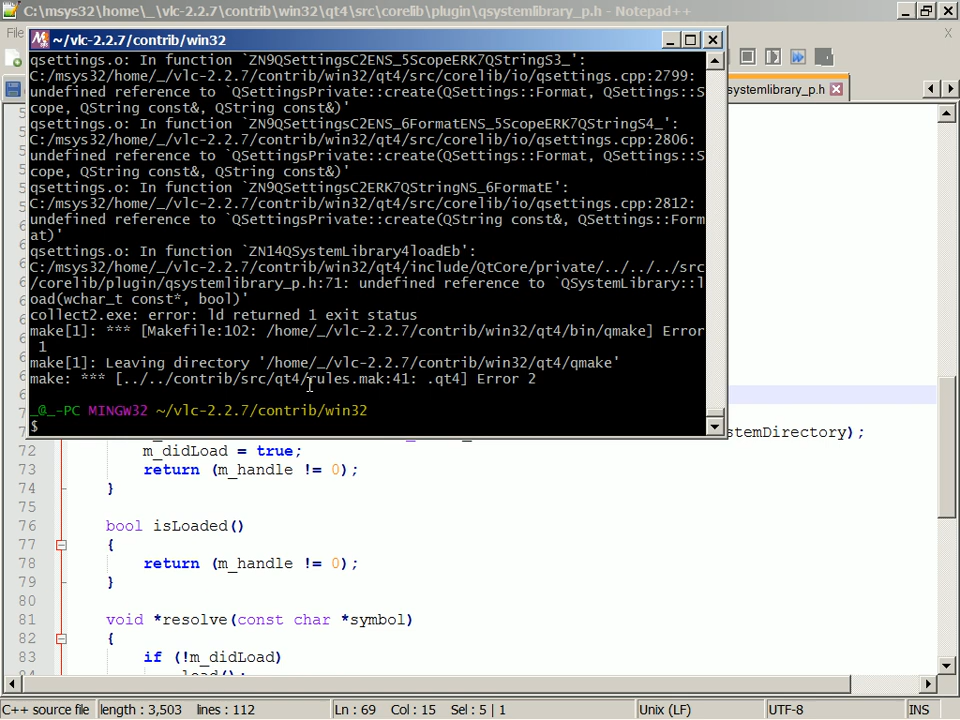 C:\msys32\home\_\vlc-2.2.7\contrib\win32\qt4\src\corelib\plugin\qsystemlibrary_p.h - Notepad++
File
~/vlc-2.2.7/contrib/win32
qsettings.o: In function `ZN9QSettingsC2ENS_5ScopeERK7QStringS3_':
C:/msys32/home/_/vlc-2.2.7/contrib/win32/qt4/src/corelib/io/qsettings.cpp:2799:
undefined reference to `QSettingsPrivate::create(QSettings::Format, QSettings::S
cope, QString const&, QString const&)'
qsettings.o: In function `ZN9QSettingsC2ENS_6FormatENS_5ScopeERK7QStringS4_':
C:/msys32/home/_/vlc-2.2.7/contrib/win32/qt4/src/corelib/io/qsettings.cpp:2806:
undefined reference to `QSettingsPrivate::create(QSettings::Format, QSettings::S
cope, QString const&, QString const&)'
qsettings.o: In function `ZN9QSettingsC2ERK7QStringNS_6FormatE':
C:/msys32/home/_/vlc-2.2.7/contrib/win32/qt4/src/corelib/io/qsettings.cpp:2812:
undefined reference to `QSettingsPrivate::create(QString const&, QSettings::Form
at)'
qsettings.o: In function `ZN14QSystemLibrary4loadEb':
C:/msys32/home/_/vlc-2.2.7/contrib/win32/qt4/include/QtCore/private/../../../src
/corelib/plugin/qsystemlibrary_p.h:71: undefined reference to `QSystemLibrary::l
oad(wchar_t const*, bool)'
collect2.exe: error: ld returned 1 exit status
make[1]: *** [Makefile:102: /home/_/vlc-2.2.7/contrib/win32/qt4/bin/qmake] Error
1
make[1]: Leaving directory '/home/_/vlc-2.2.7/contrib/win32/qt4/qmake'
make: *** [../../contrib/src/qt4/rules.mak:41: .qt4] Error 2
_@_-PC MINGW32 ~/vlc-2.2.7/contrib/win32
$
systemlibrary_p.h
stemDirectory);
72 m_didLoad = true;
73 return (m_handle != 0);
74 }
75
76 bool isLoaded()
77 {
78 return (m_handle != 0);
79 }
80
81 void *resolve(const char *symbol)
82 {
83 if (!m_didLoad)
load();
C++ source file length : 3,503 lines : 112 Ln : 69 Col : 15 Sel : 5 | 1 Unix (LF) UTF-8 INS